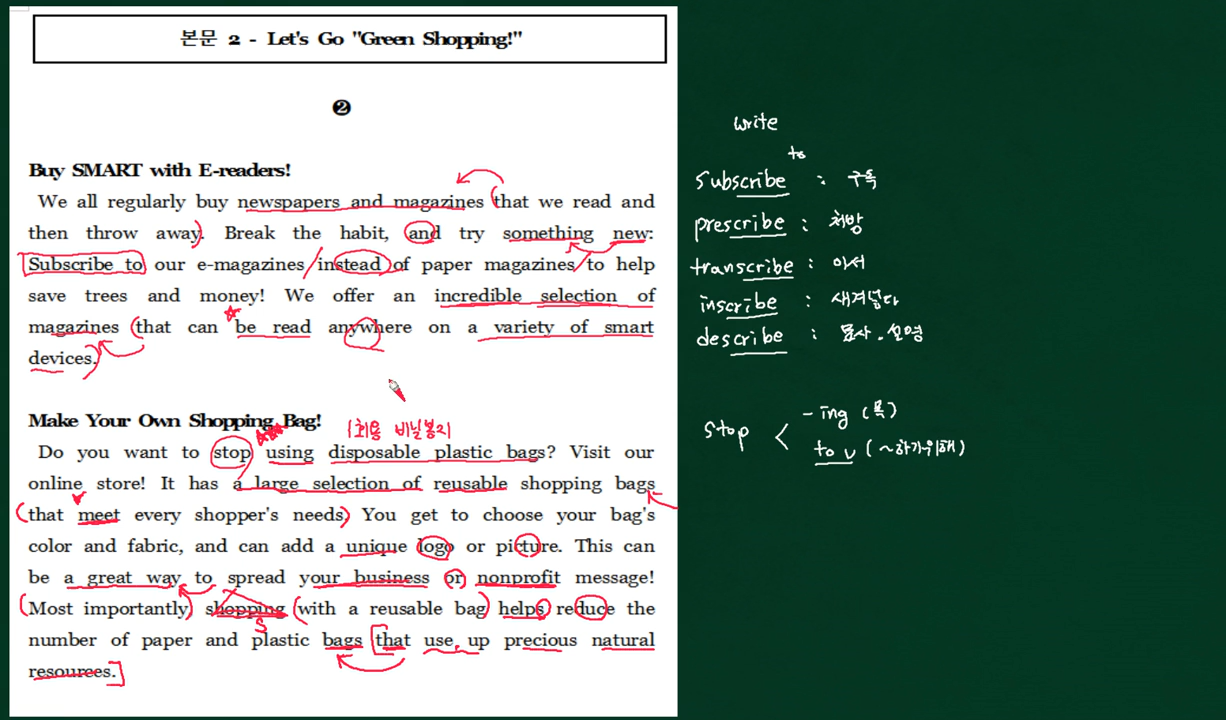 본문 2 - Let's Go "Green Shopping!"
❷
Buy SMART with E-readers!
We all regularly buy newspapers and magazines that we read and
then throw away. Break the habit, and try something new:
Subscribe to our e-magazines instead of paper magazines to help
save trees and money! We offer an incredible selection of
magazines that can be read anywhere on a variety of smart
devices.
Make Your Own Shopping Bag!
1회용 비닐봉지
Do you want to stop using disposable plastic bags? Visit our
online store! It has a large selection of reusable shopping bags
that meet every shopper's needs. You get to choose your bag's
color and fabric, and can add a unique logo or picture. This can
be a great way to spread your business or nonprofit message!
Most importantly shopping with a reusable bag helps reduce the
S
number of paper and plastic bags that use up precious natural
resources.
write
to
subscribe : 구독
prescribe : 처방
transcribe :
inscribe : 새겨넣다
describe : 묘사. 설명
stop < -ing (목)
to v (~하기위해)